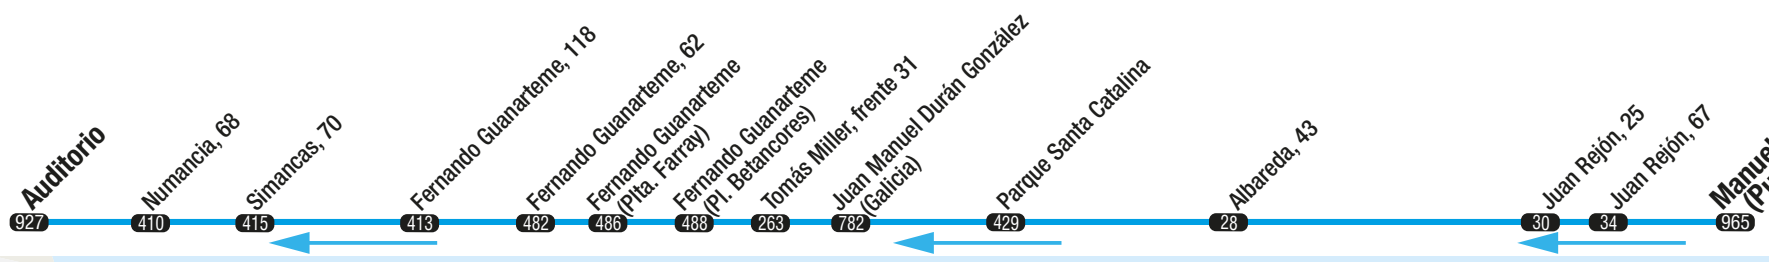 Auditorio
Numancia, 68
Simancas, 70
Fernando Guanarteme, 118
Fernando Guanarteme, 62
Fernando Guanarteme
(Plta. Farray)
Fernando Guanarteme
(Pl. Betancores)
Tomás Miller, frente 31
Juan Manuel Durán González
(Galicia)
Parque Santa Catalina
Albareda, 43
Juan Rejón, 25
Juan Rejón, 67
Manuel
927 410 415 413 482 486 488 263 782 429 28 30 34 965